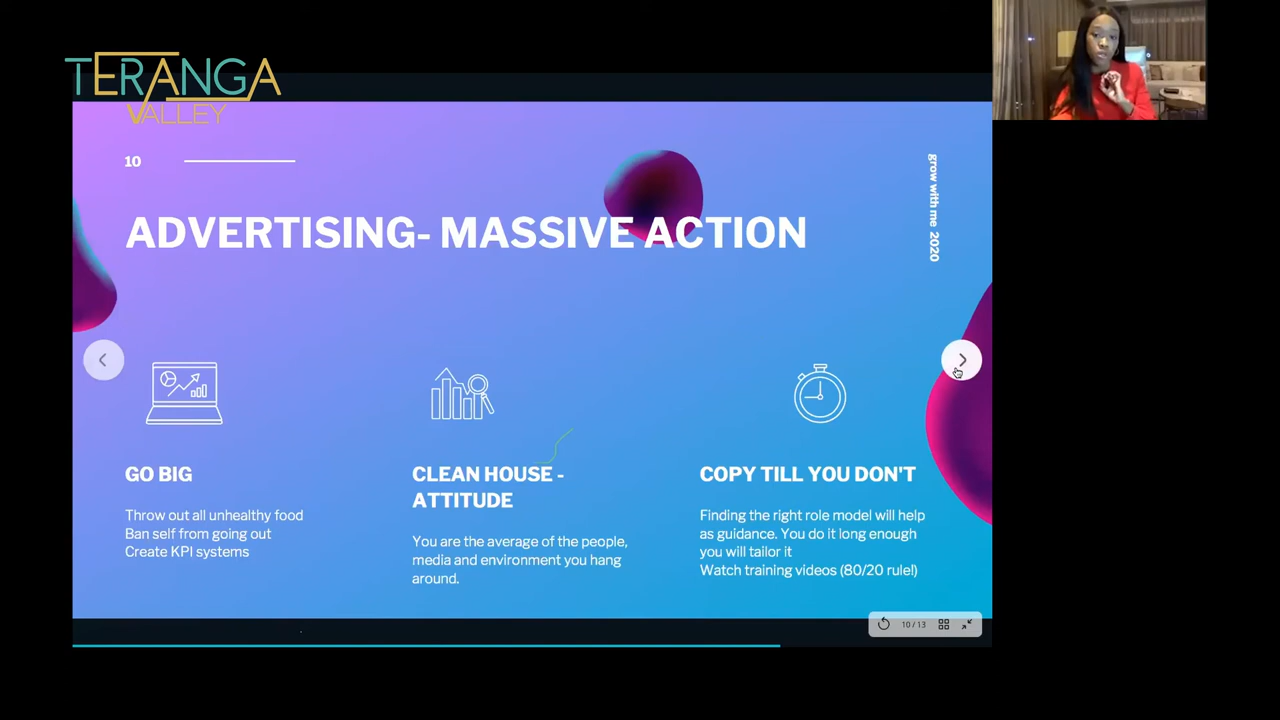 TERANGA
VALLEY
10
grow with me 2020
ADVERTISING- MASSIVE ACTION
GO BIG
Throw out all unhealthy food
Ban self from going out
Create KPI systems
CLEAN HOUSE -
ATTITUDE
You are the average of the people,
media and environment you hang
around.
COPY TILL YOU DON'T
Finding the right role model will help
as guidance. You do it long enough
you will tailor it
Watch training videos (80/20 rule!)
10 / 13